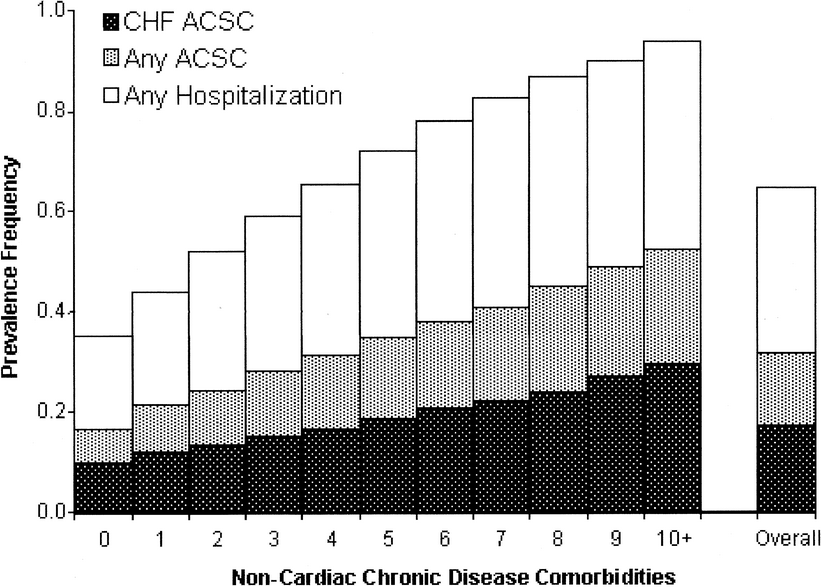 CHF ACSC
Any ACSC
Any Hospitalization
Prevalence Frequency
1.0
0.8
0.6
0.4
0.2
0.0
0 1 2 3 4 5 6 7 8 9 10+ Overall
Non-Cardiac Chronic Disease Comorbidities